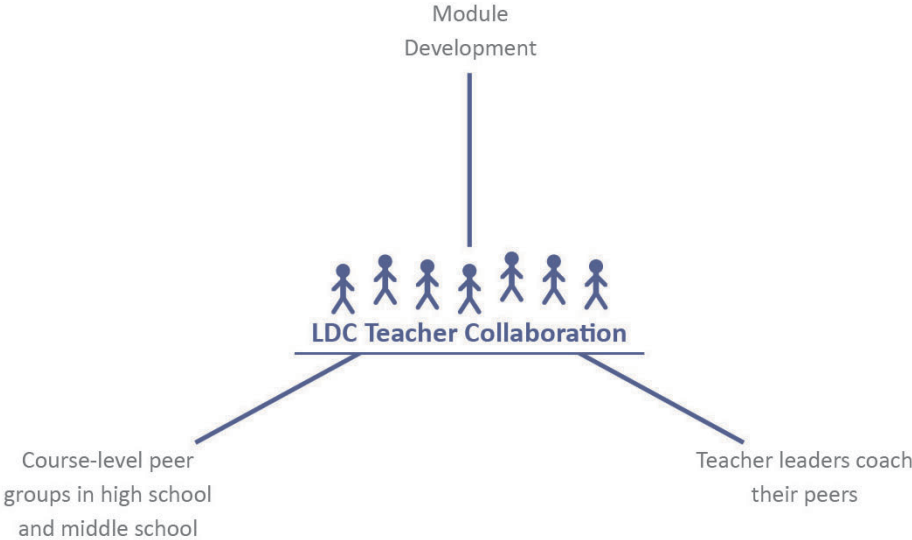 Module
Development
LDC Teacher Collaboration
Course-level peer
groups in high school
and middle school
Teacher leaders coach
their peers